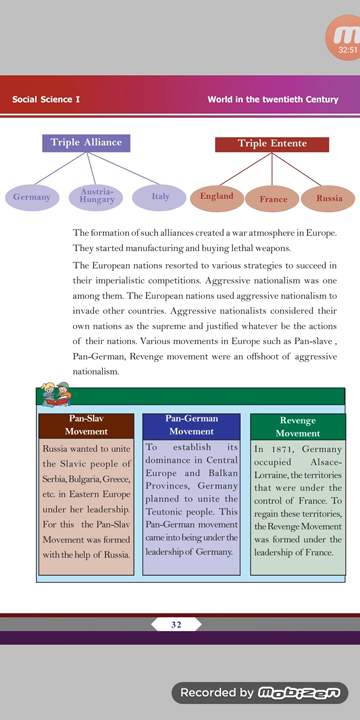 32:51
Social Science I
World in the twentieth Century
Triple Alliance
Triple Entente
Germany
Austria-
Hungary
Italy
England
France
Russia
The formation of such alliances created a war atmosphere in Europe.
They started manufacturing and buying lethal weapons.
The European nations resorted to various strategies to succeed in
their imperialistic competitions. Aggressive nationalism was one
among them. The European nations used aggressive nationalism to
invade other countries. Aggressive nationalists considered their
own nations as the supreme and justified whatever be the actions
of their nations. Various movements in Europe such as Pan-slave ,
Pan-German, Revenge movement were an offshoot of aggressive
nationalism.
Pan-Slav
Movement
Russia wanted to unite
the Slavic people of
Serbia, Bulgaria, Greece,
etc. in Eastern Europe
under her leadership.
For this the Pan-Slav
Movement was formed
with the help of Russia.
Pan-German
Movement
To establish its
dominance in Central
Europe and Balkan
Provinces, Germany
planned to unite the
Teutonic people. This
Pan-German movement
came into being under the
leadership of Germany.
Revenge
Movement
In 1871, Germany
occupied Alsace-
Lorraine, the territories
that were under the
control of France. To
regain these territories,
the Revenge Movement
was formed under the
leadership of France.
32
Recorded by Mobizen